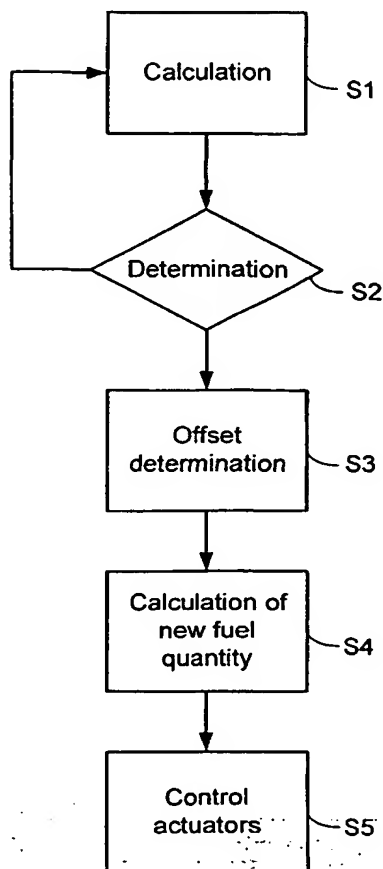 Calculation
S1
Determination
S2
Offset
determination
S3
Calculation of
new fuel
quantity
S4
Control
actuators
S5